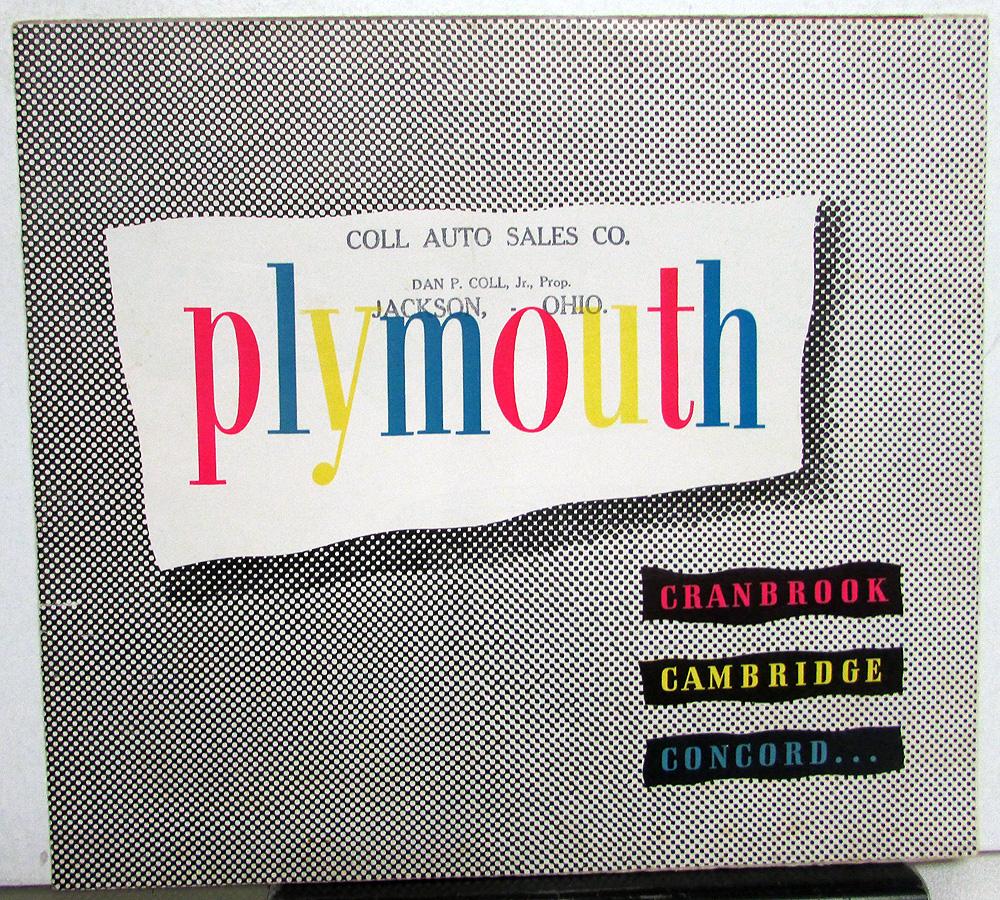 COLL AUTO SALES CO.
DAN P. COLL, Jr., Prop.
JACKSON, - OHIO.
plymouth
CRANBROOK
CAMBRIDGE
CONCORD...